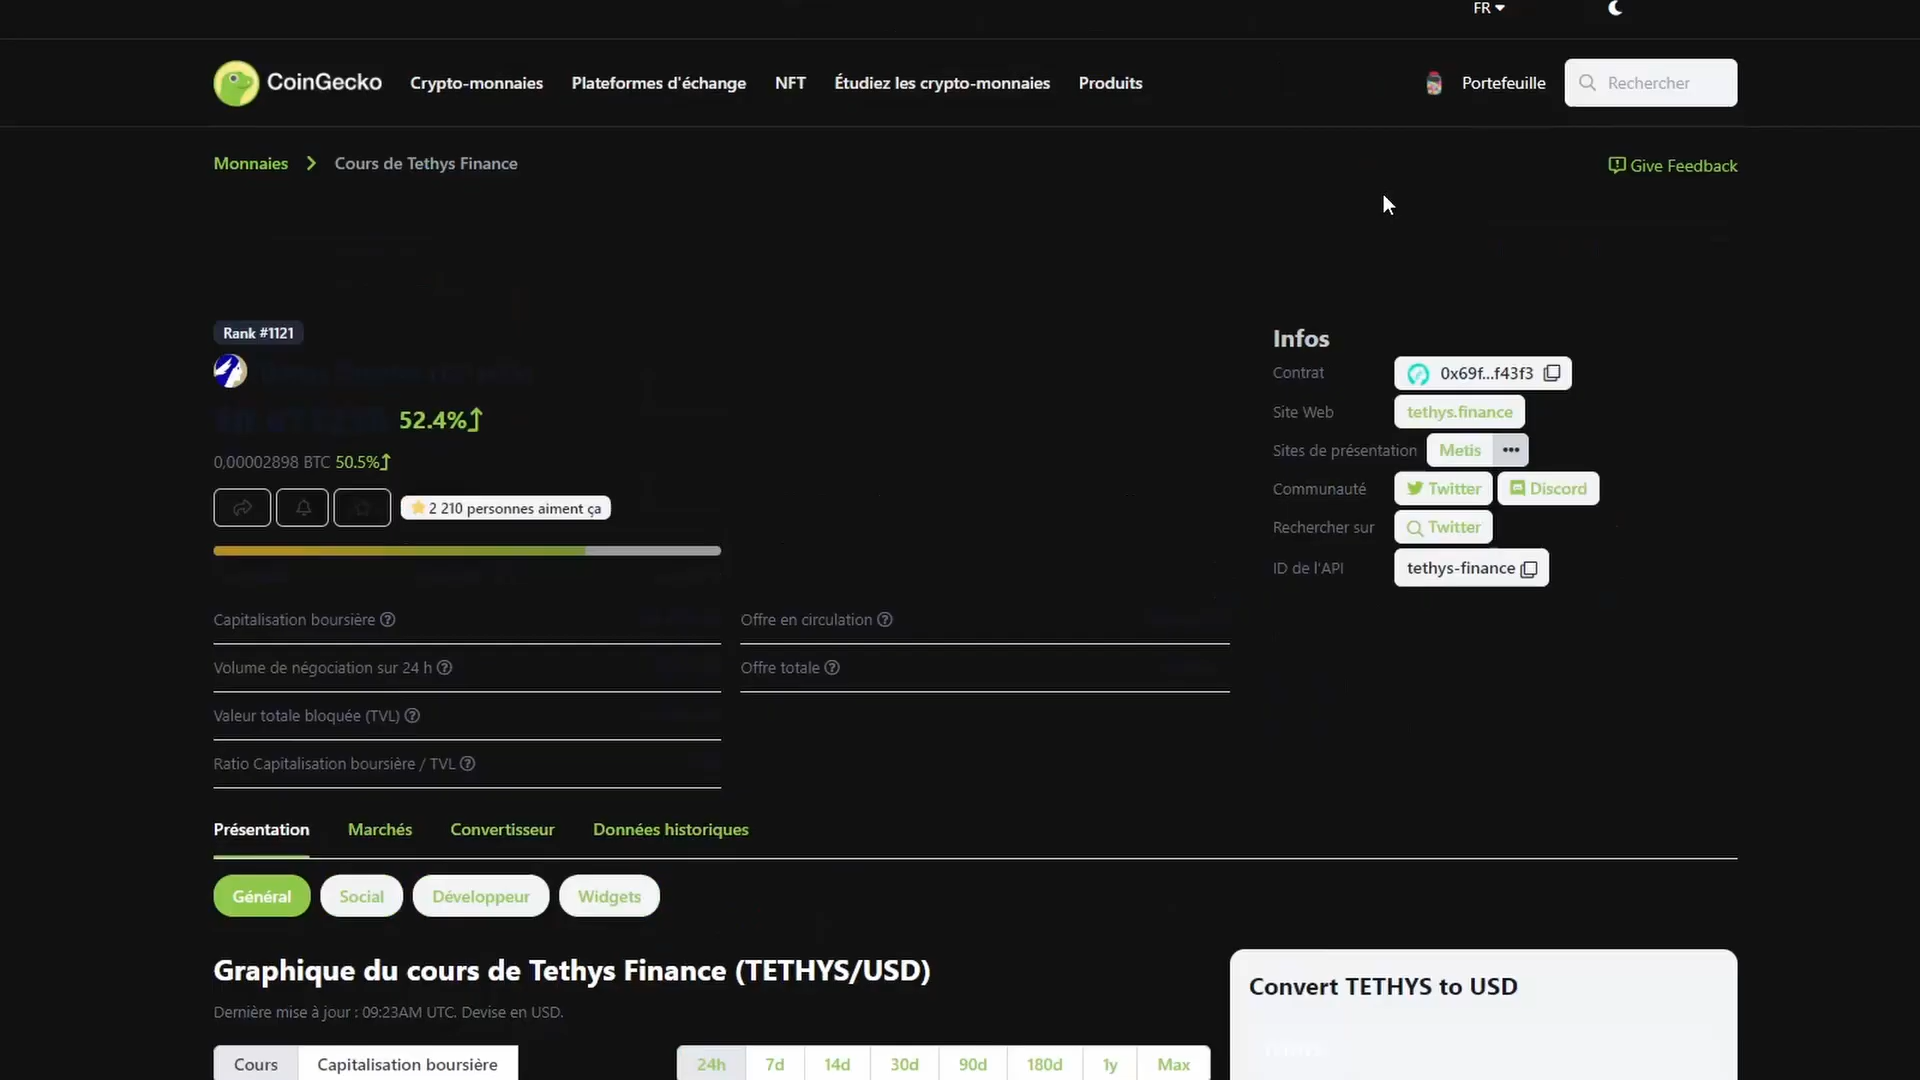 FR
CoinGecko
Crypto-monnaies
Plateformes d'échange
NFT
Étudiez les crypto-monnaies
Produits
Portefeuille
Rechercher
Monnaies
Cours de Tethys Finance
Give Feedback
Rank #1121
52.4%
0,00002898 BTC 50.5%
2 210 personnes aiment ça
Capitalisation boursière
Volume de négociation sur 24 h
Valeur totale bloquée (TVL)
Ratio Capitalisation boursière / TVL
Offre en circulation
Offre totale
Infos
Contrat 0x69f...f43f3
Site Web tethys.finance
Sites de présentation Metis •••
Communauté Twitter Discord
Rechercher sur Twitter
ID de l'API tethys-finance
Présentation
Marchés
Convertisseur
Données historiques
Général
Social
Développeur
Widgets
Graphique du cours de Tethys Finance (TETHYS/USD)
Dernière mise à jour : 09:23AM UTC. Devise en USD.
Cours
Capitalisation boursière
24h
7d
14d
30d
90d
180d
1y
Max
Convert TETHYS to USD